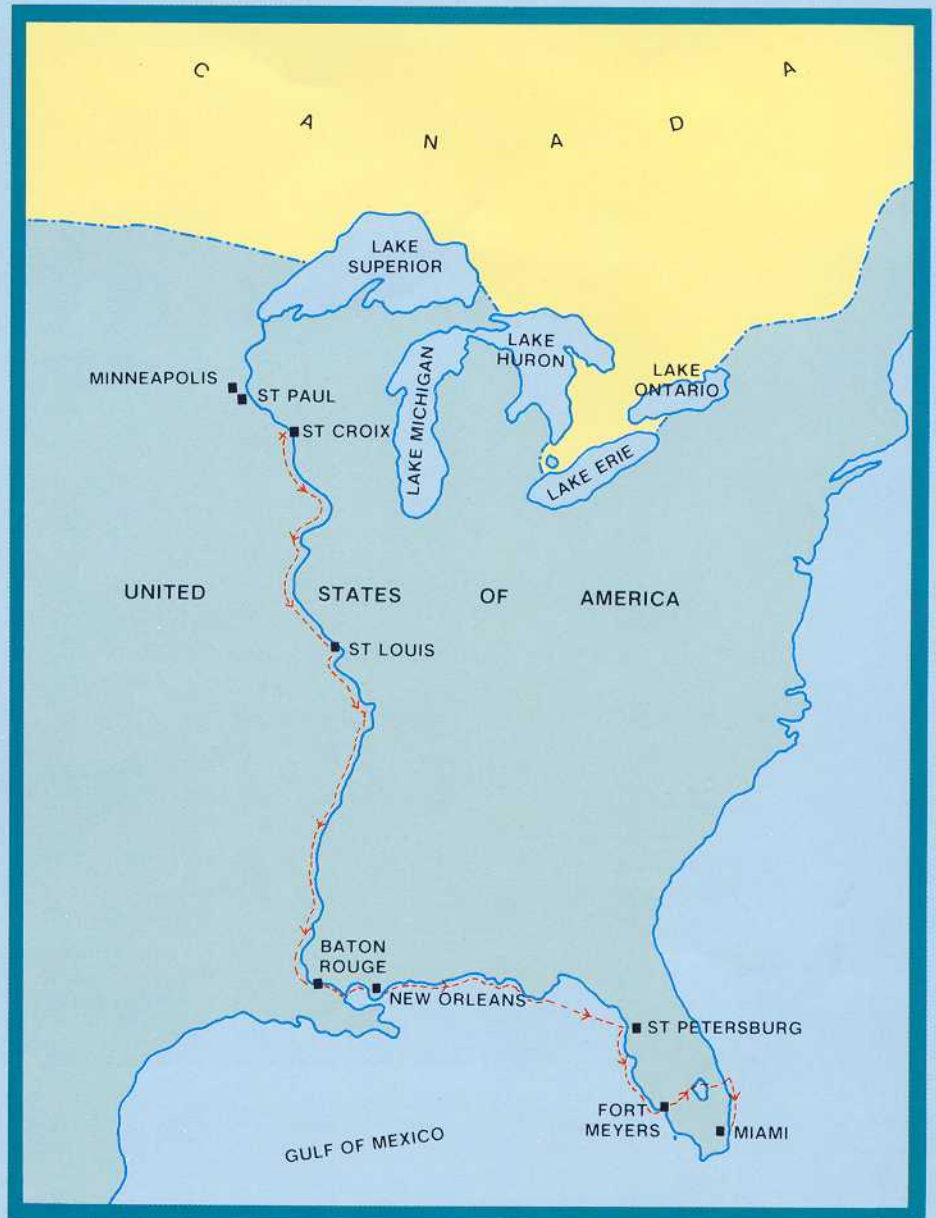 CANADA
LAKE
SUPERIOR
LAKE
HURON
LAKE MICHIGAN
LAKE
ONTARIO
LAKE ERIE
MINNEAPOLIS
ST PAUL
ST CROIX
UNITED STATES OF AMERICA
ST LOUIS
BATON
ROUGE
NEW ORLEANS
ST PETERSBURG
FORT
MEYERS
MIAMI
GULF OF MEXICO